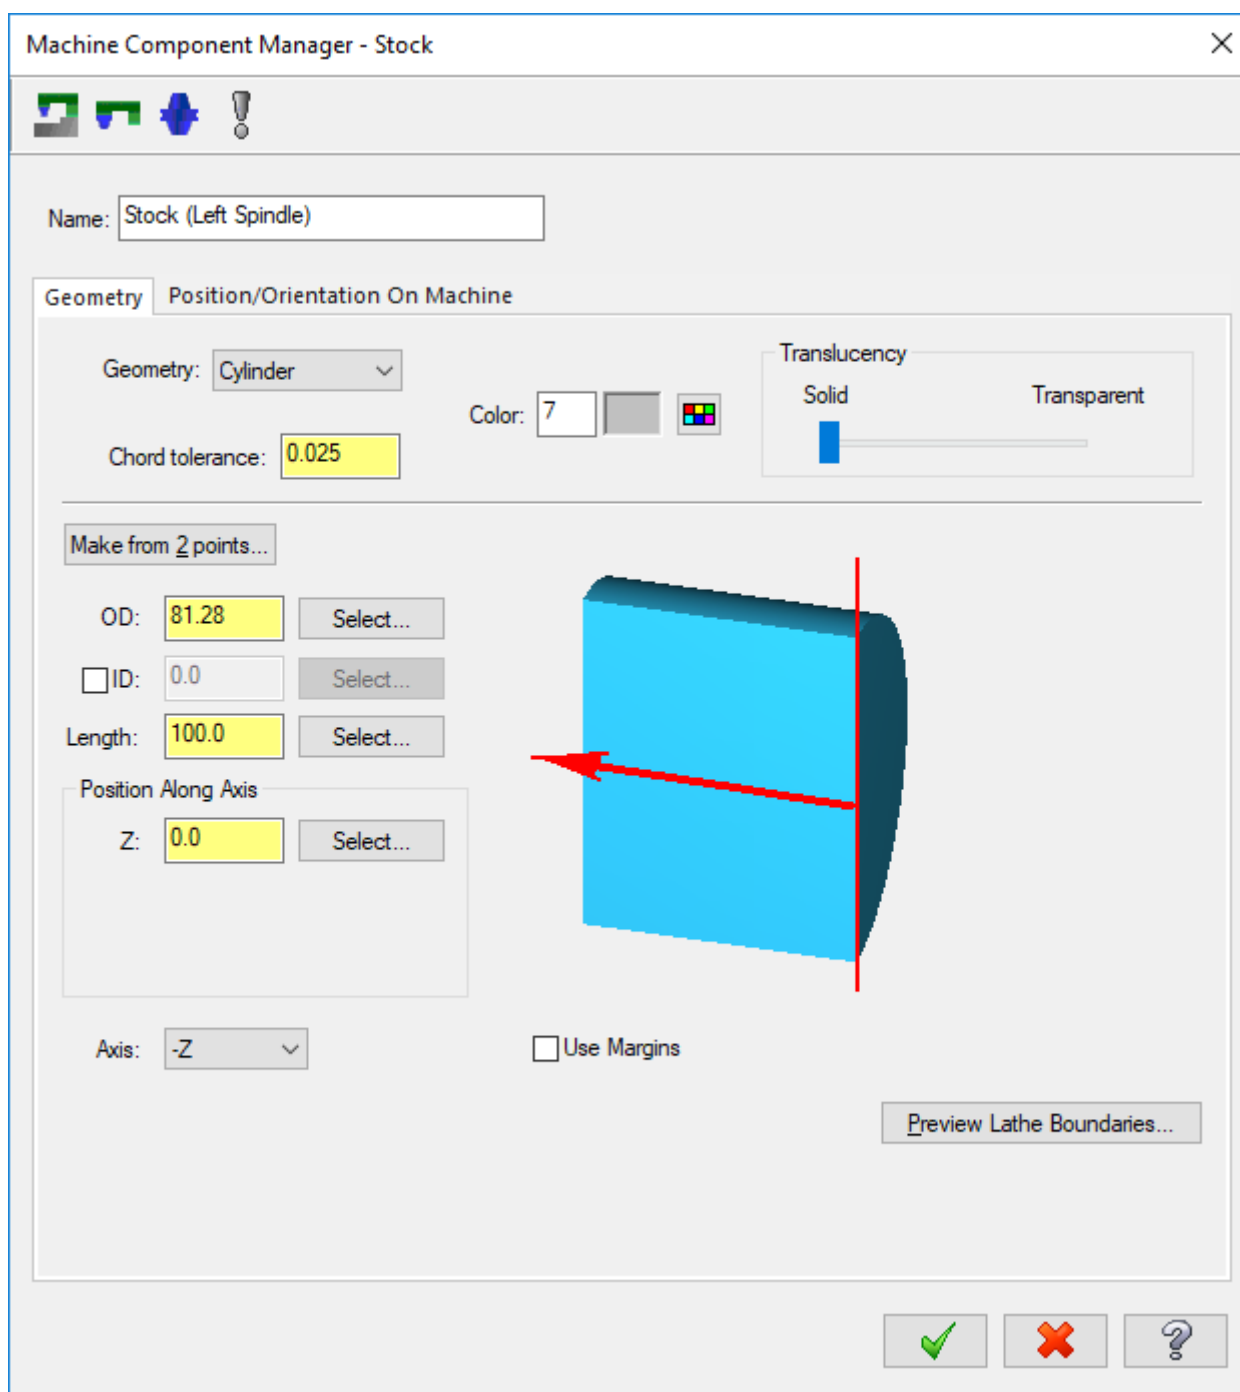 Machine Component Manager - Stock
Name: Stock (Left Spindle)
Geometry Position/Orientation On Machine
Geometry: Cylinder
Translucency
Solid Transparent
Color: 7
Chord tolerance: 0.025
Make from 2 points...
OD: 81.28 Select...
ID: 0.0 Select...
Length: 100.0 Select...
Position Along Axis
Z: 0.0 Select...
Axis: -Z
Use Margins
Preview Lathe Boundaries...